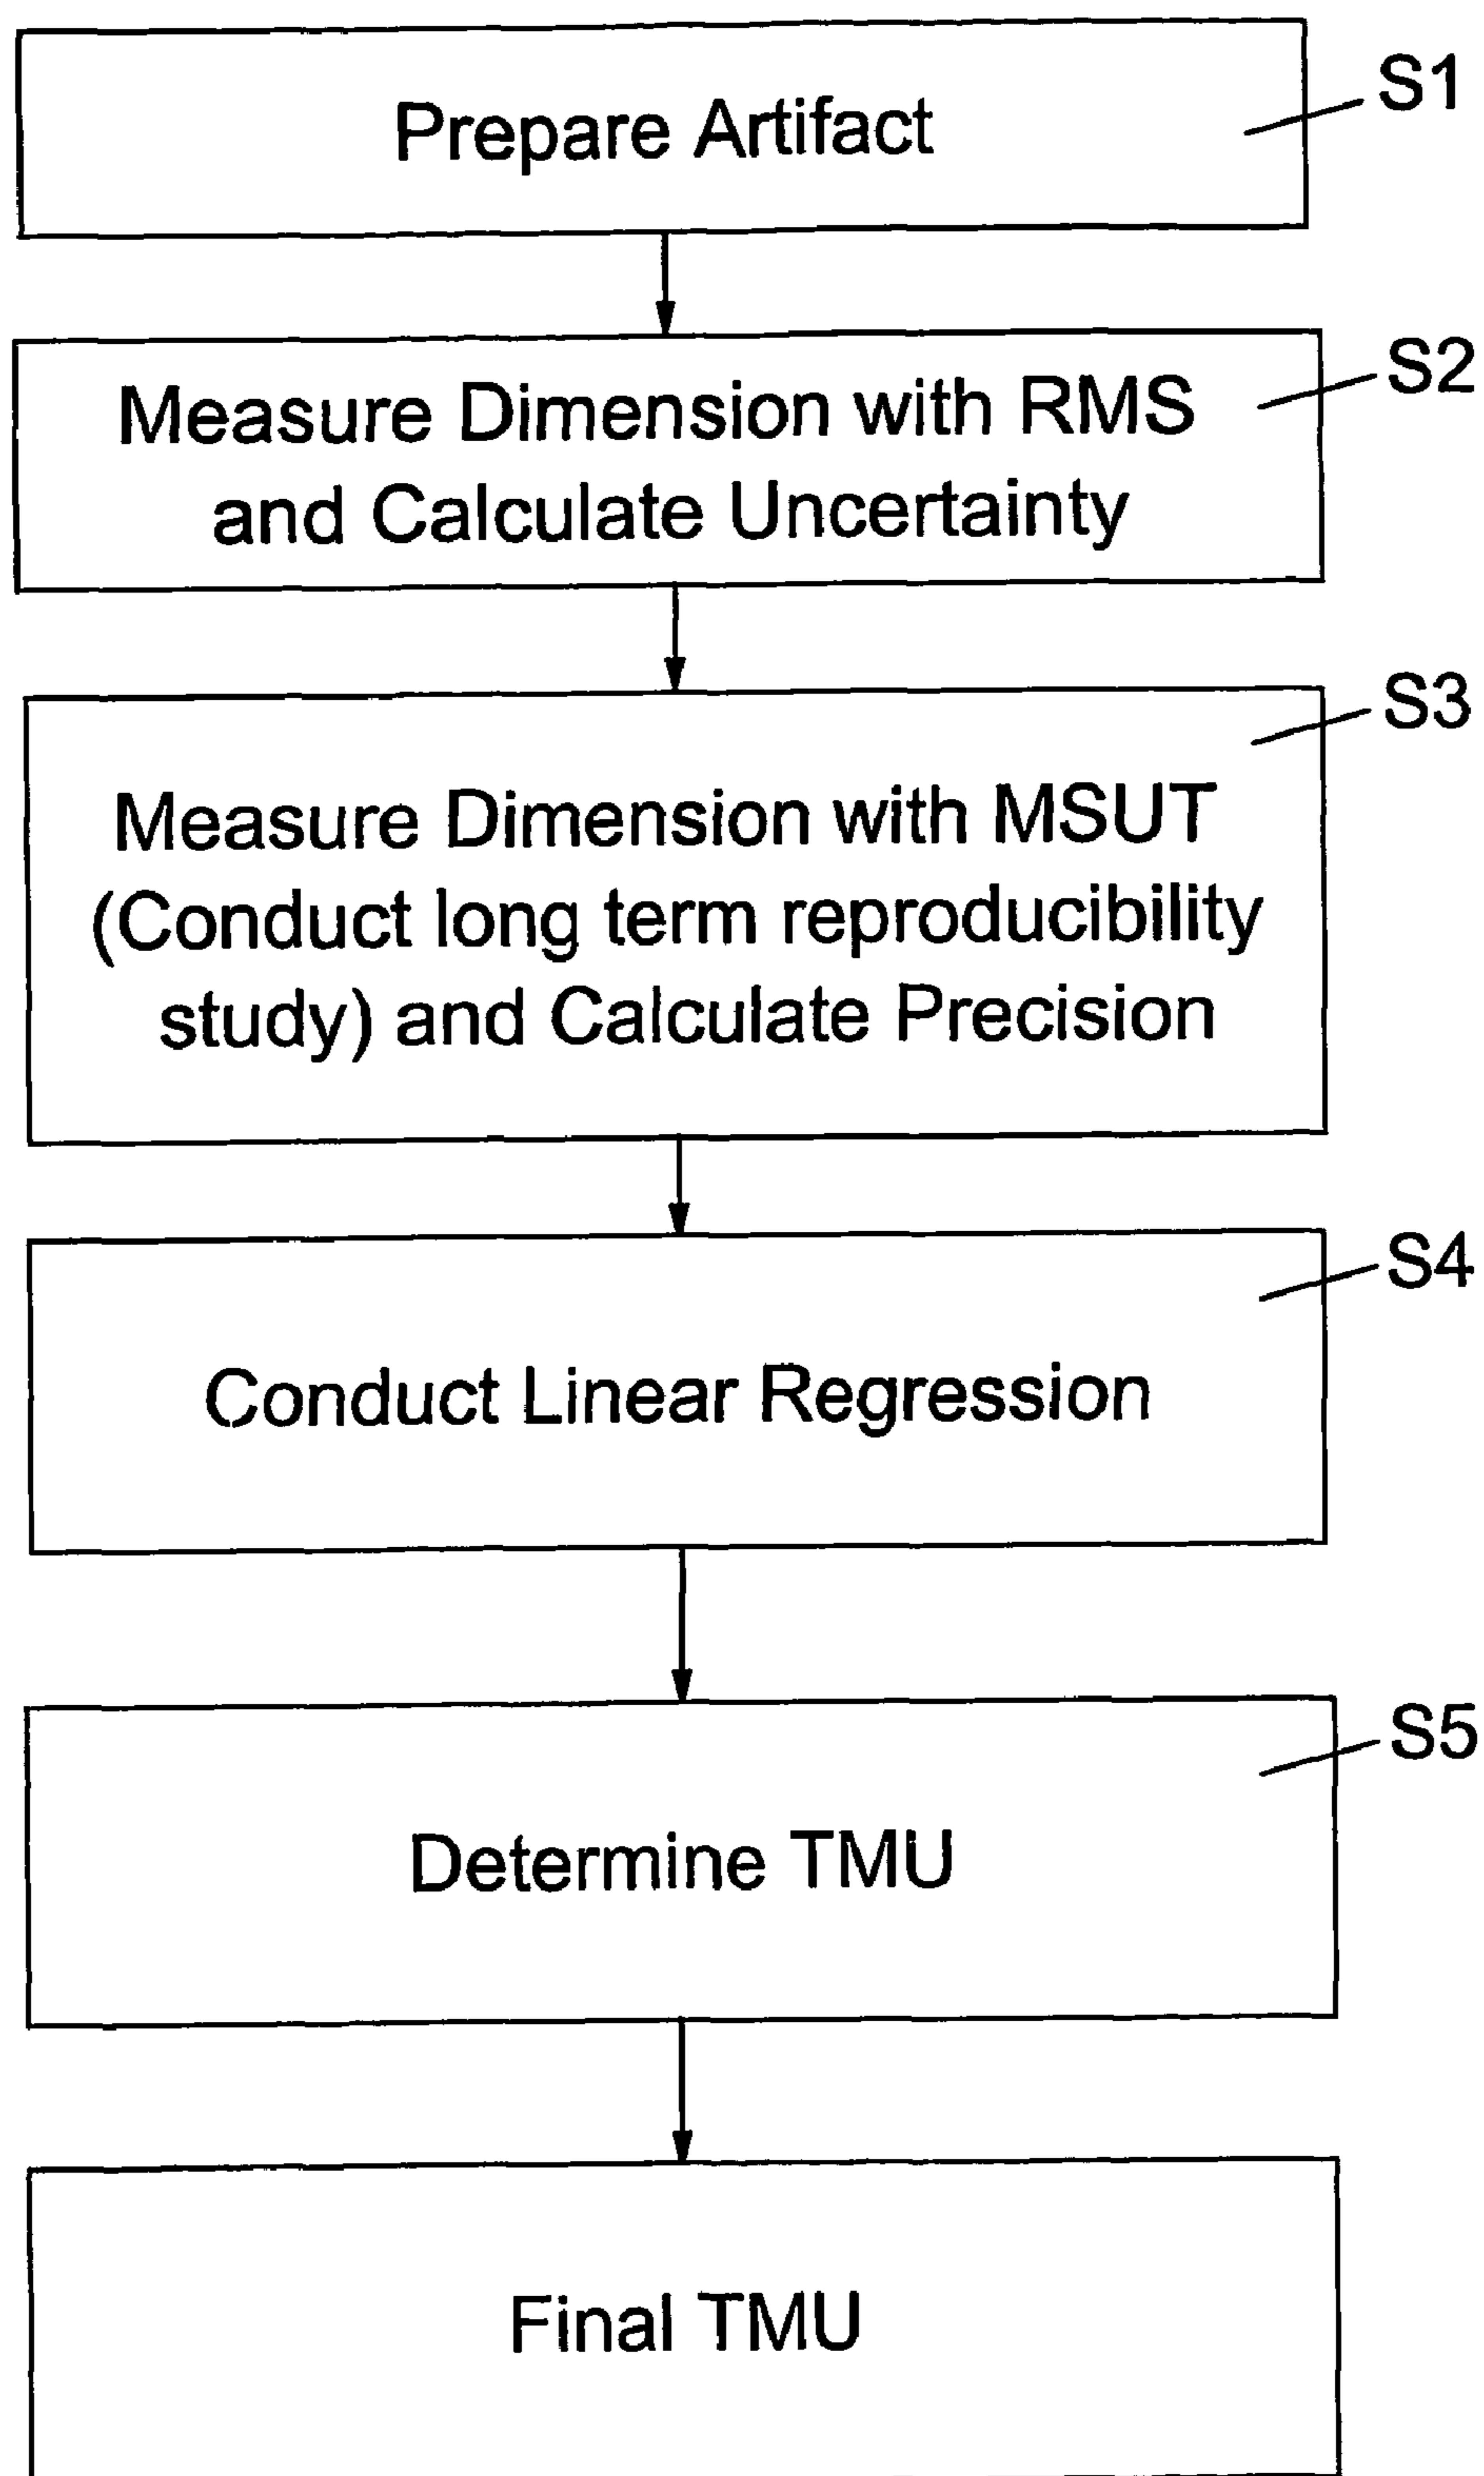 Prepare Artifact
S1
Measure Dimension with RMS
and Calculate Uncertainty
S2
Measure Dimension with MSUT
(Conduct long term reproducibility
study) and Calculate Precision
S3
Conduct Linear Regression
S4
Determine TMU
S5
Final TMU